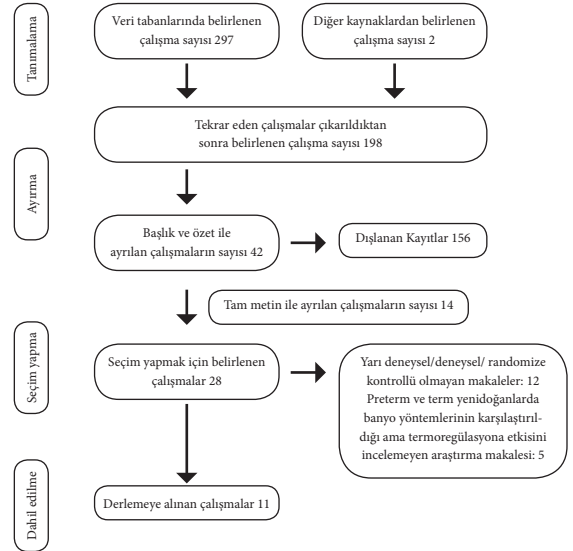 Tanımalama
Veri tabanlarında belirlenen
çalışma sayısı 297
Diğer kaynaklardan belirlenen
çalışma sayısı 2
Tekrar eden çalışmalar çıkarıldıktan
sonra belirlenen çalışma sayısı 198
Ayırma
Başlık ve özet ile
ayrılan çalışmaların sayısı 42
Dışlanan Kayıtlar 156
Tam metin ile ayrılan çalışmaların sayısı 14
Seçim yapma
Seçim yapmak için belirlenen
çalışmalar 28
Yarı deneysel/deneysel/ randomize
kontrollü olmayan makaleler: 12
Preterm ve term yenidoğanlarda
banyo yöntemlerinin karşılaştırıl-
dığı ama termoregülasyona etkisini
incelemeyen araştırma makalesi: 5
Dahil edilme
Derlemeye alınan çalışmalar 11